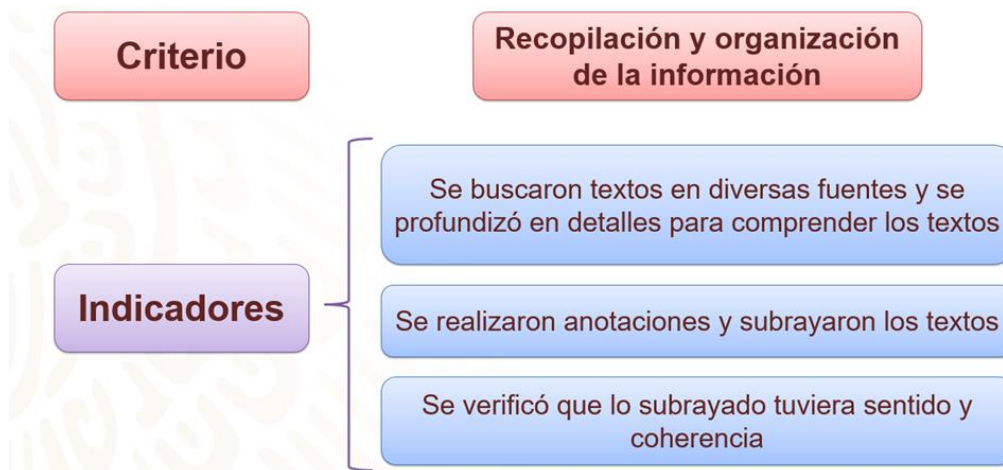 Criterio
Recopilación y organización
de la información
Se buscaron textos en diversas fuentes y se
profundizó en detalles para comprender los textos
Indicadores
Se realizaron anotaciones y subrayaron los textos
Se verificó que lo subrayado tuviera sentido y
coherencia